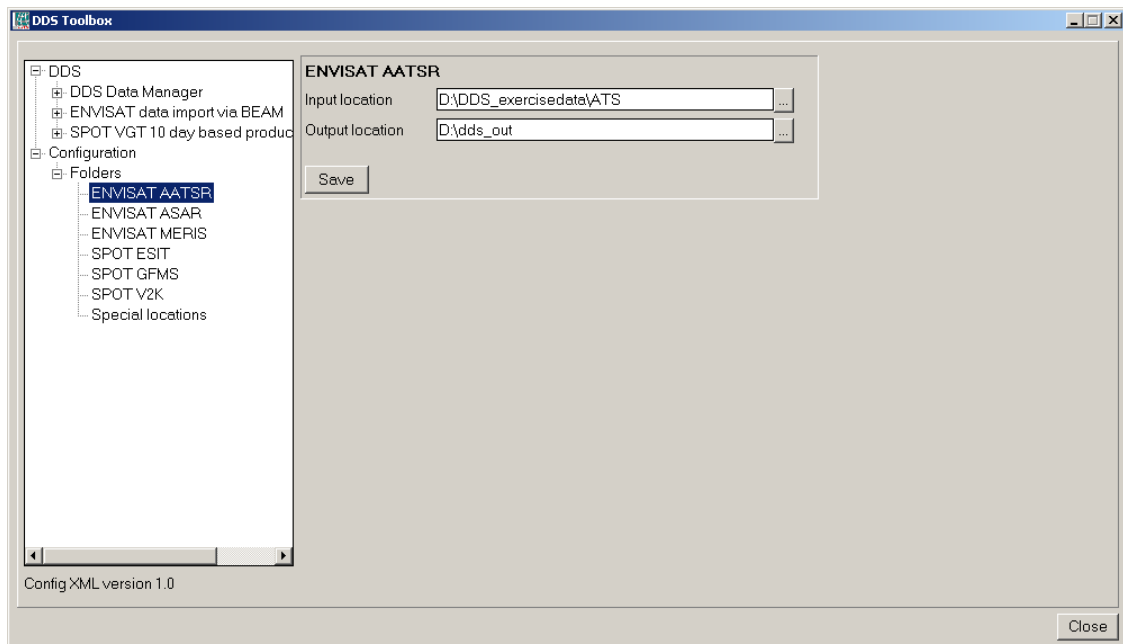 DDS Toolbox
DDS
DDS Data Manager
ENVISAT data import via BEAM
SPOT VGT 10 day based produc
Configuration
Folders
ENVISAT AATSR
ENVISAT ASAR
ENVISAT MERIS
SPOT ESIT
SPOT GFMS
SPOT V2K
Special locations
Config XML version 1.0
ENVISAT AATSR
Input location D:\DDS_exercisedata\ATS ...
Output location D:\dds_out ...
Save
Close